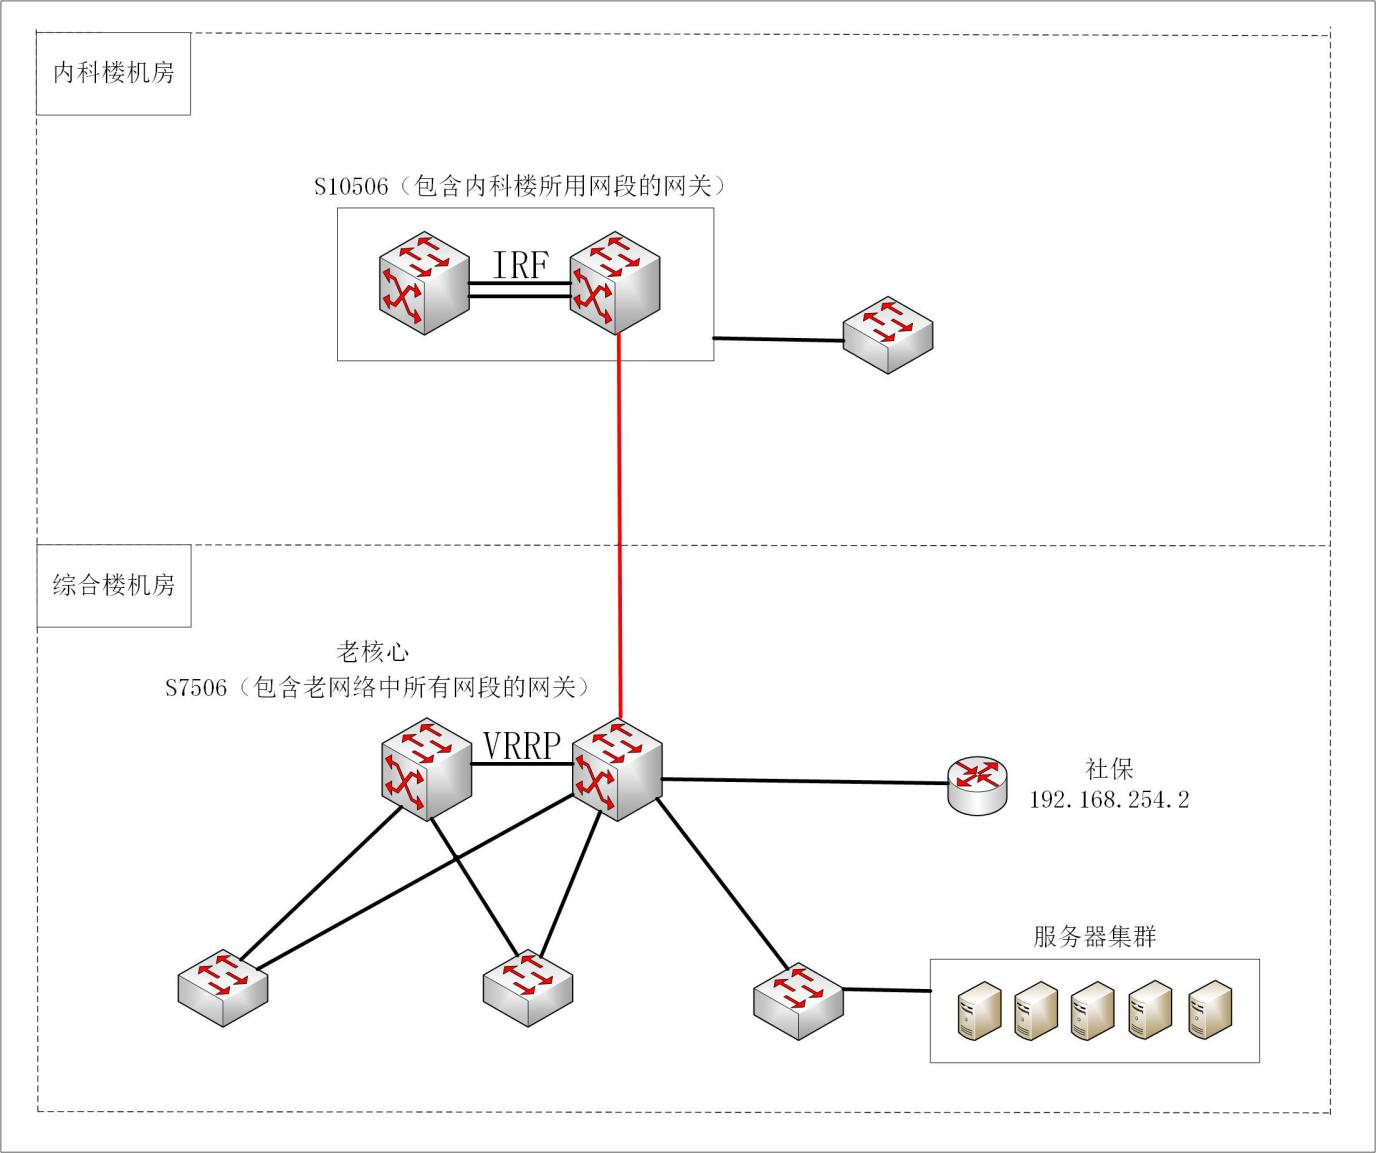 内科楼机房
S10506（包含内科楼所用网段的网关）
IRF
综合楼机房
老核心
S7506（包含老网络中所有网段的网关）
VRRP
社保
192.168.254.2
服务器集群